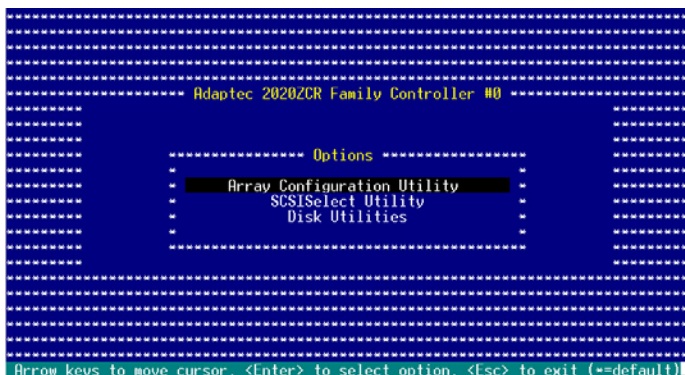 Adaptec 2020ZCR Family Controller #0
Options
Array Configuration Utility
SCSISelect Utility
Disk Utilities
Arrow keys to move cursor, <Enter> to select option, <Esc> to exit (*=default)